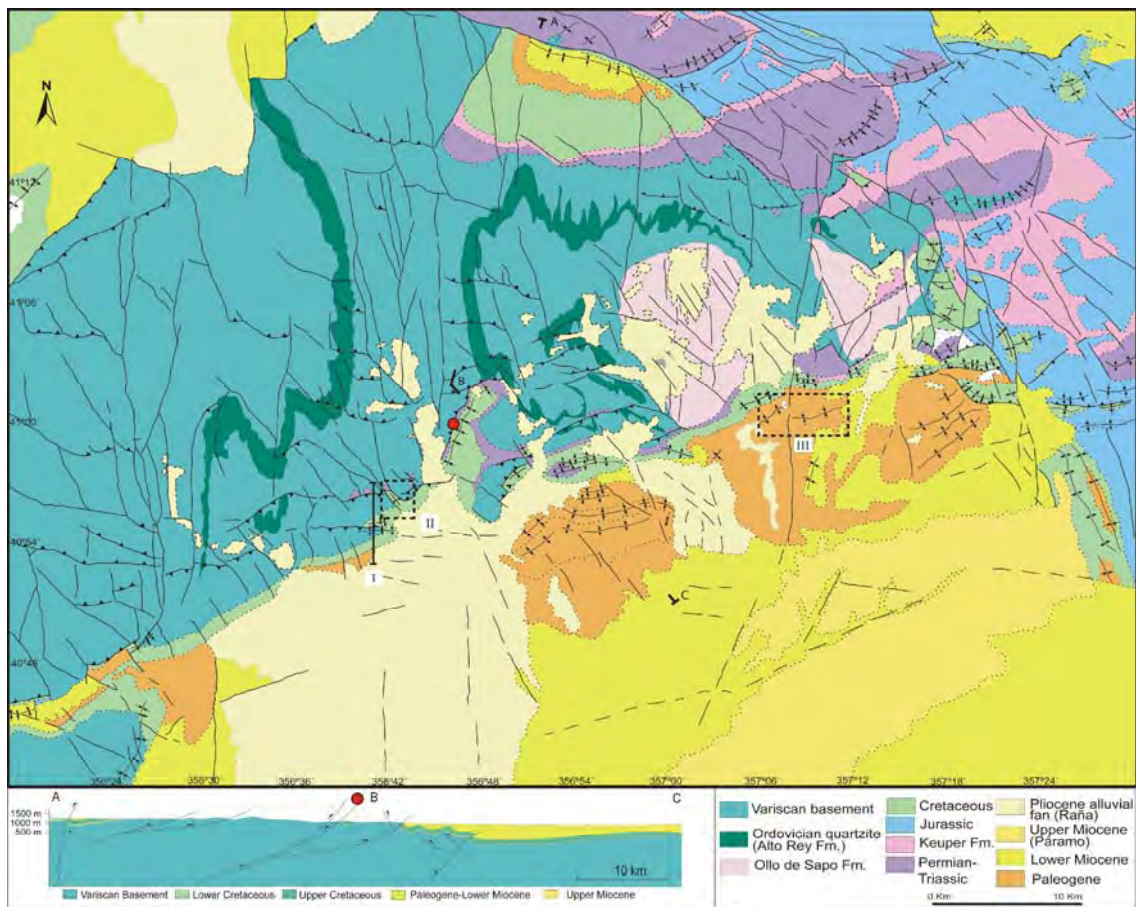 A
N
41°12'
41°06'
B
41°00'
III
II
40°54'
I
C
40°48'
356°24'
356°30'
356°36'
356°42'
356°48'
356°54'
357°00'
357°06'
357°12'
357°18'
357°24'
A
B
C
1500 m
1000 m
500 m
10 km
Variscan Basement
Lower Cretaceous
Upper Cretaceous
Paleogene-Lower Miocene
Upper Miocene
Variscan basement
Ordovician quartzite
(Alto Rey Fm.)
Ollo de Sapo Fm.
Cretaceous
Jurassic
Keuper Fm.
Permian-
Triassic
Pliocene alluvial
fan (Raña)
Upper Miocene
(Páramo)
Lower Miocene
Paleogene
0 Km
10 Km